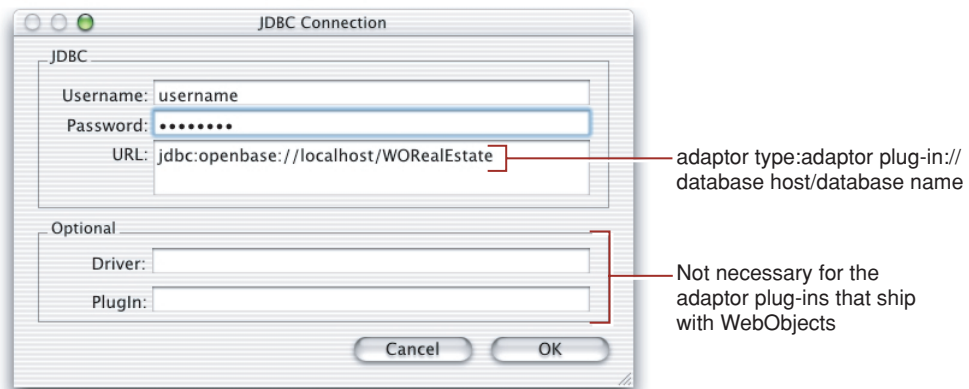 JDBC Connection
JDBC
Username: username
Password: ••••••••
URL: jdbc:openbase://localhost/WORealEstate
adaptor type:adaptor plug-in://
database host/database name
Optional
Driver:
PlugIn:
Not necessary for the
adaptor plug-ins that ship
with WebObjects
Cancel OK